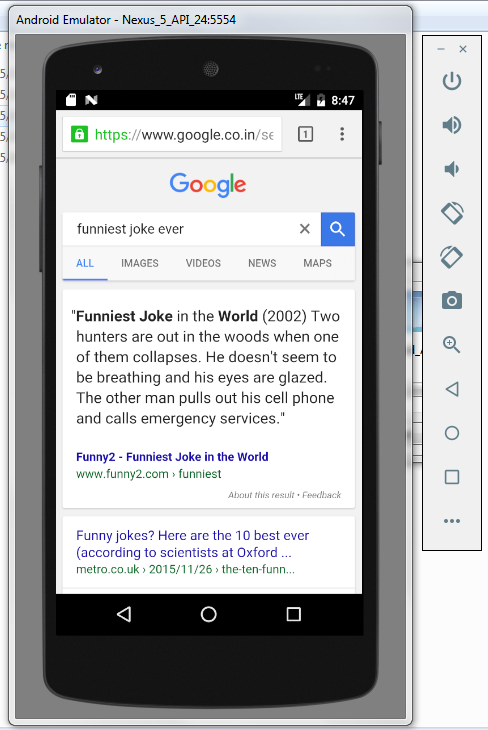 Android Emulator - Nexus_5_API_24:5554
LTE 8:47
https://www.google.co.in/se
1
Google
funniest joke ever
ALL IMAGES VIDEOS NEWS MAPS
"Funniest Joke in the World (2002) Two
hunters are out in the woods when one
of them collapses. He doesn't seem to
be breathing and his eyes are glazed.
The other man pulls out his cell phone
and calls emergency services."
Funny2 - Funniest Joke in the World
www.funny2.com › funniest
About this result • Feedback
Funny jokes? Here are the 10 best ever
(according to scientists at Oxford ...
metro.co.uk › 2015/11/26 › the-ten-funn...